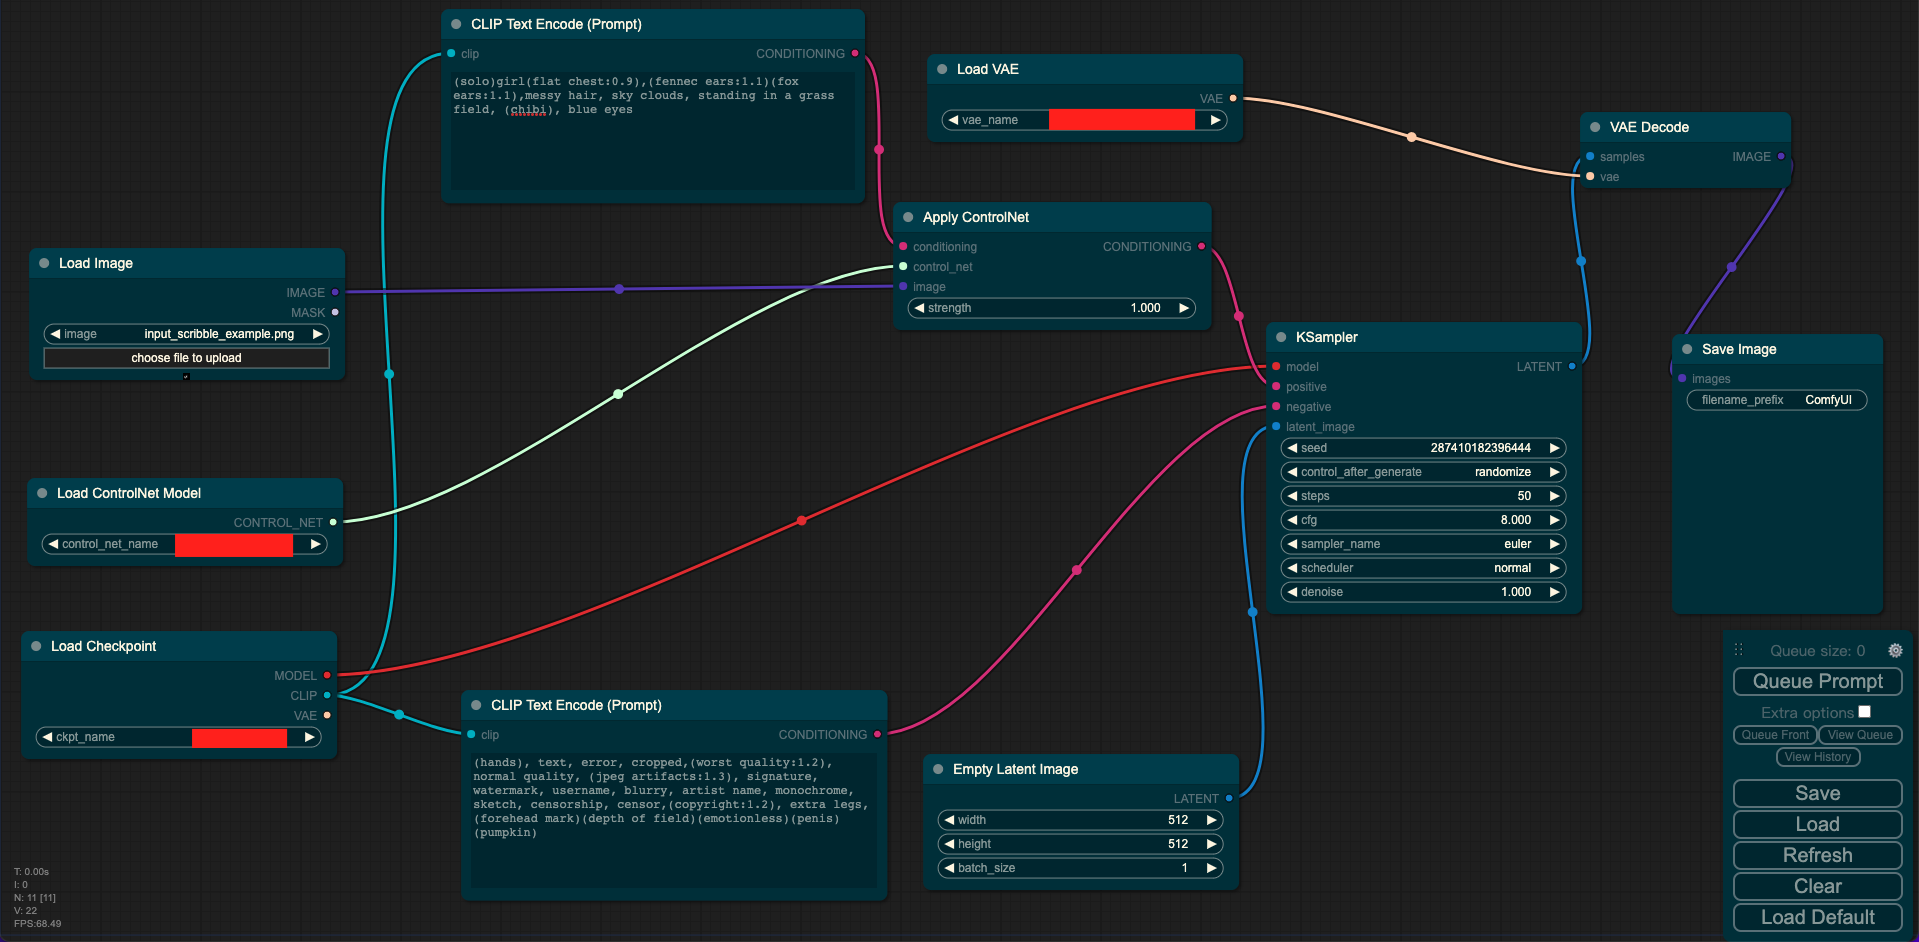 CLIP Text Encode (Prompt)
clip
CONDITIONING
(solo)girl(flat chest:0.9),(fennec ears:1.1)(fox
ears:1.1),messy hair, sky clouds, standing in a grass
field, (chibi), blue eyes
Load VAE
VAE
vae_name
VAE Decode
samples
IMAGE
vae
Apply ControlNet
conditioning
CONDITIONING
control_net
image
strength
1.000
Load Image
IMAGE
MASK
image
input_scribble_example.png
choose file to upload
KSampler
model
LATENT
positive
negative
latent_image
seed
287410182396444
control_after_generate
randomize
steps
50
cfg
8.000
sampler_name
euler
scheduler
normal
denoise
1.000
Save Image
images
filename_prefix
ComfyUI
Load ControlNet Model
CONTROL_NET
control_net_name
Load Checkpoint
MODEL
CLIP
VAE
ckpt_name
CLIP Text Encode (Prompt)
clip
CONDITIONING
(hands), text, error, cropped,(worst quality:1.2),
normal quality, (jpeg artifacts:1.3), signature,
watermark, username, blurry, artist name, monochrome,
sketch, censorship, censor,(copyright:1.2), extra legs,
(forehead mark)(depth of field)(emotionless)(penis)
(pumpkin)
Empty Latent Image
LATENT
width
512
height
512
batch_size
1
Queue size: 0
Queue Prompt
Extra options
Queue Front
View Queue
View History
Save
Load
Refresh
Clear
Load Default
T: 0.00s
I: 0
N: 11 [11]
V: 22
FPS:68.49